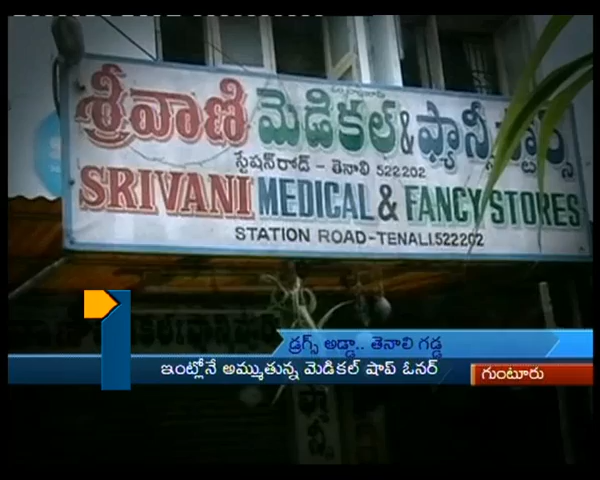 శ్రీవాణి మెడికల్ & ఫ్యాన్సీ స్టోర్స్
స్టేషన్‌రోడ్ - తెనాలి 522202
SRIVANI MEDICAL & FANCY STORES
STATION ROAD-TENALI.522202
డ్రగ్స్ అడ్డా.. తెనాలి గడ్డ
ఇంట్లోనే అమ్ముతున్న మెడికల్ షాప్ ఓనర్
గుంటూరు